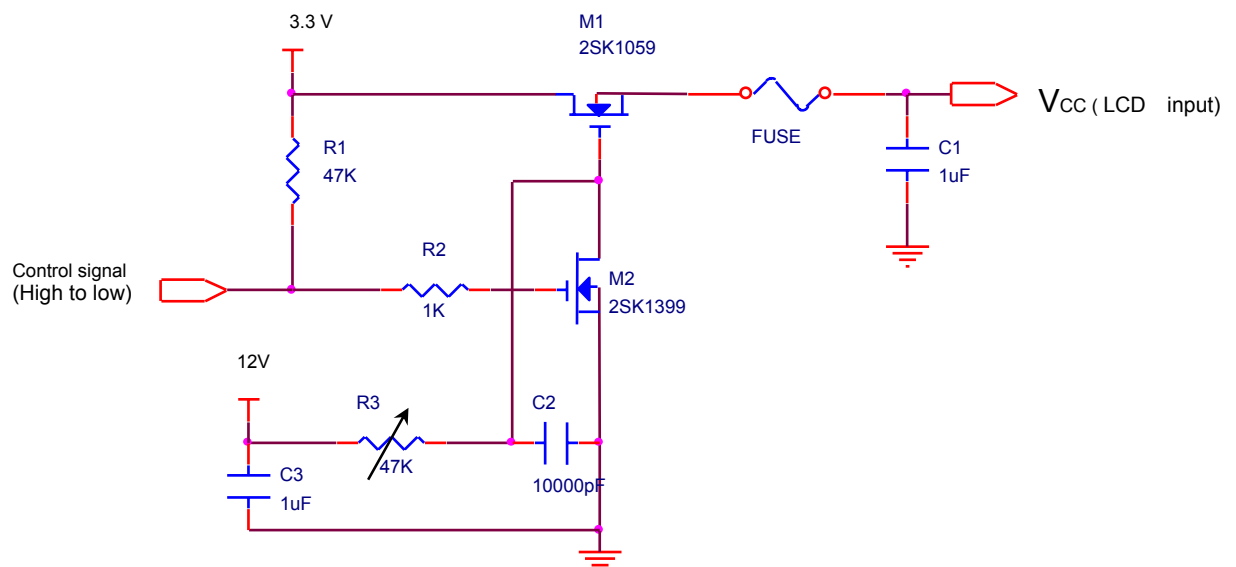 3.3 V
M1
2SK1059
FUSE
VCC ( LCD input)
R1
47K
C1
1uF
R2
1K
Control signal
(High to low)
M2
2SK1399
12V
R3
47K
C2
10000pF
C3
1uF